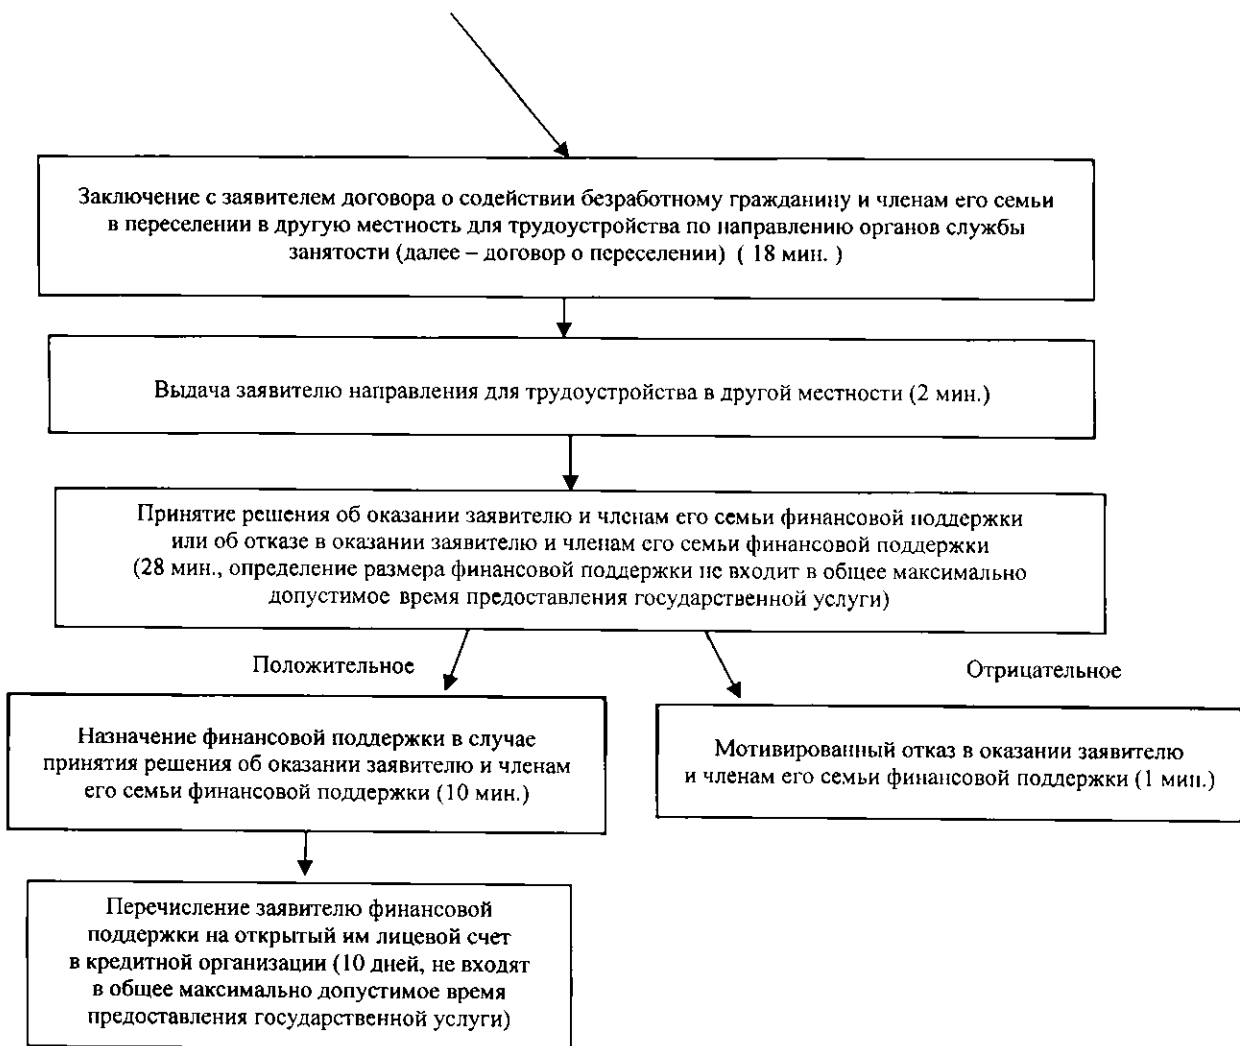 Заключение с заявителем договора о содействии безработному гражданину и членам его семьи
в переселении в другую местность для трудоустройства по направлению органов службы
занятости (далее – договор о переселении) ( 18 мин. )
Выдача заявителю направления для трудоустройства в другой местности (2 мин.)
Принятие решения об оказании заявителю и членам его семьи финансовой поддержки
или об отказе в оказании заявителю и членам его семьи финансовой поддержки
(28 мин., определение размера финансовой поддержки не входит в общее максимально
допустимое время предоставления государственной услуги)
Положительное
Отрицательное
Назначение финансовой поддержки в случае
принятия решения об оказании заявителю и членам
его семьи финансовой поддержки (10 мин.)
Мотивированный отказ в оказании заявителю
и членам его семьи финансовой поддержки (1 мин.)
Перечисление заявителю финансовой
поддержки на открытый им лицевой счет
в кредитной организации (10 дней, не входят
в общее максимально допустимое время
предоставления государственной услуги)